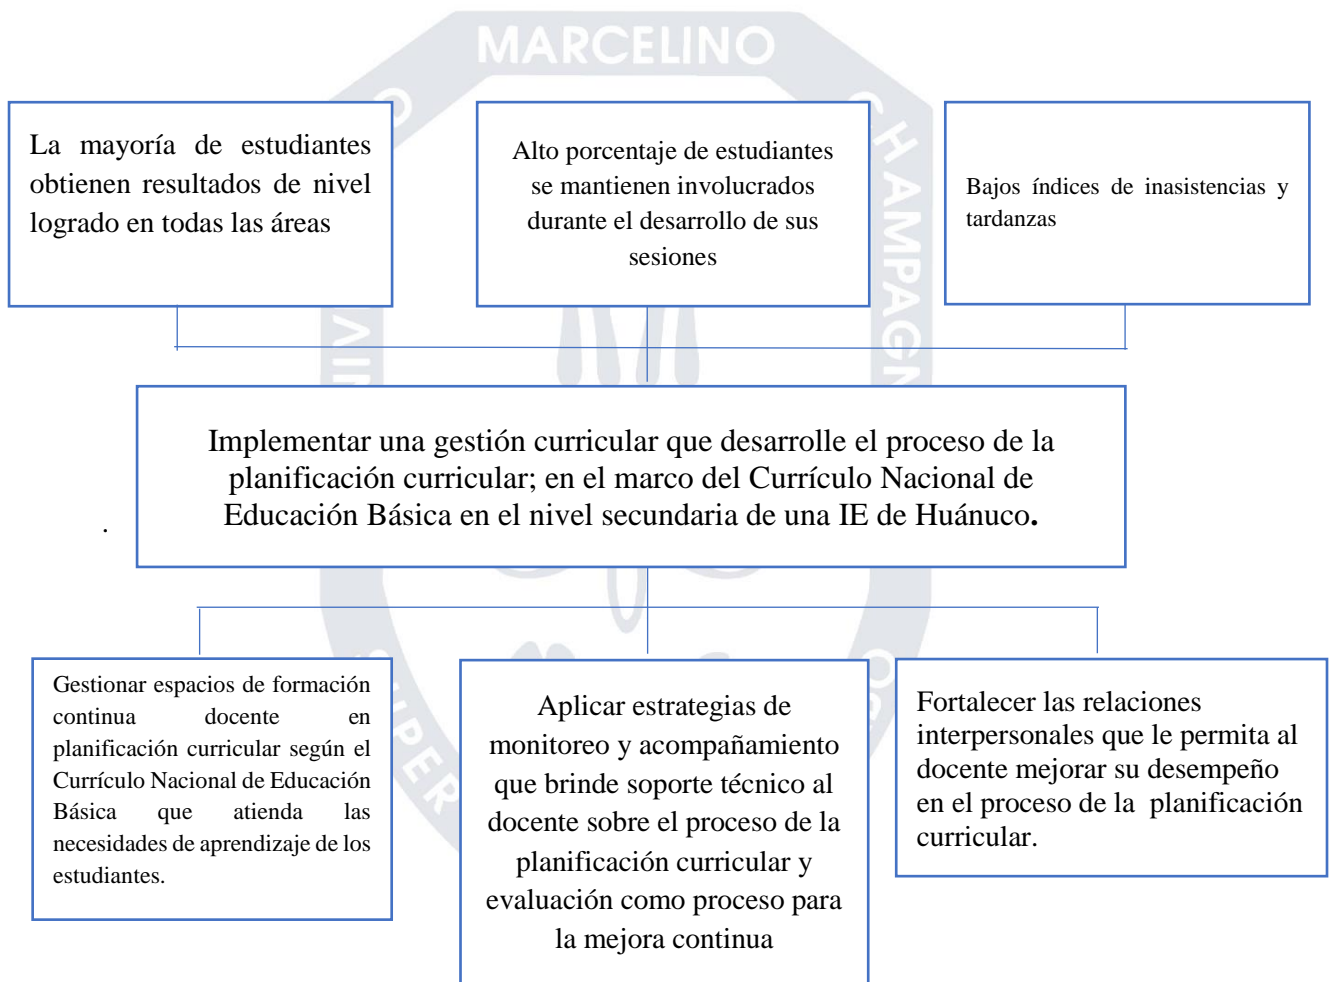 MARCELINO
CHAMPAGN
La mayoría de estudiantes
obtienen resultados de nivel
logrado en todas las áreas
Alto porcentaje de estudiantes
se mantienen involucrados
durante el desarrollo de sus
sesiones
Bajos índices de inasistencias y
tardanzas
Implementar una gestión curricular que desarrolle el proceso de la
planificación curricular; en el marco del Currículo Nacional de
Educación Básica en el nivel secundaria de una IE de Huánuco.
.
Gestionar espacios de formación
continua docente en
planificación curricular según el
Currículo Nacional de Educación
Básica que atienda las
necesidades de aprendizaje de los
estudiantes.
Aplicar estrategias de
monitoreo y acompañamiento
que brinde soporte técnico al
docente sobre el proceso de la
planificación curricular y
evaluación como proceso para
la mejora continua
Fortalecer las relaciones
interpersonales que le permita al
docente mejorar su desempeño
en el proceso de la planificación
curricular.